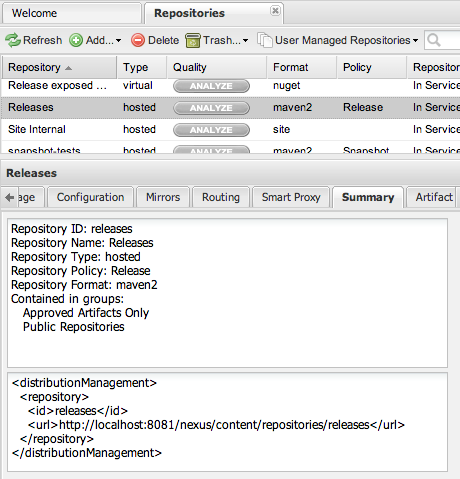 Welcome Repositories
Refresh Add... Delete Trash... User Managed Repositories
Repository Type Quality Format Policy Repositor
Release exposed ... virtual ANALYZE nuget In Service
Releases hosted ANALYZE maven2 Release In Service
Site Internal hosted ANALYZE site In Service
snapshot-tests hosted ANALYZE maven2 Snapshot In Service
Releases
age Configuration Mirrors Routing Smart Proxy Summary Artifact
Repository ID: releases
Repository Name: Releases
Repository Type: hosted
Repository Policy: Release
Repository Format: maven2
Contained in groups:
Approved Artifacts Only
Public Repositories
<distributionManagement>
<repository>
<id>releases</id>
<url>http://localhost:8081/nexus/content/repositories/releases</url>
</repository>
</distributionManagement>